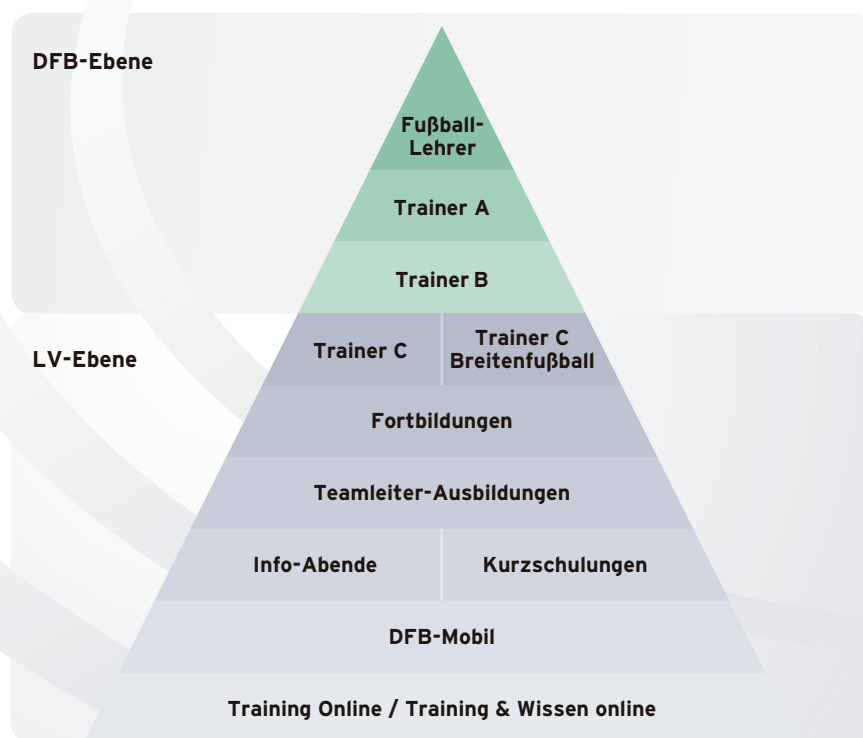 DFB-Ebene
Fußball-
Lehrer
Trainer A
Trainer B
LV-Ebene
Trainer C
Trainer C
Breitenfußball
Fortbildungen
Teamleiter-Ausbildungen
Info-Abende
Kurzschulungen
DFB-Mobil
Training Online / Training & Wissen online